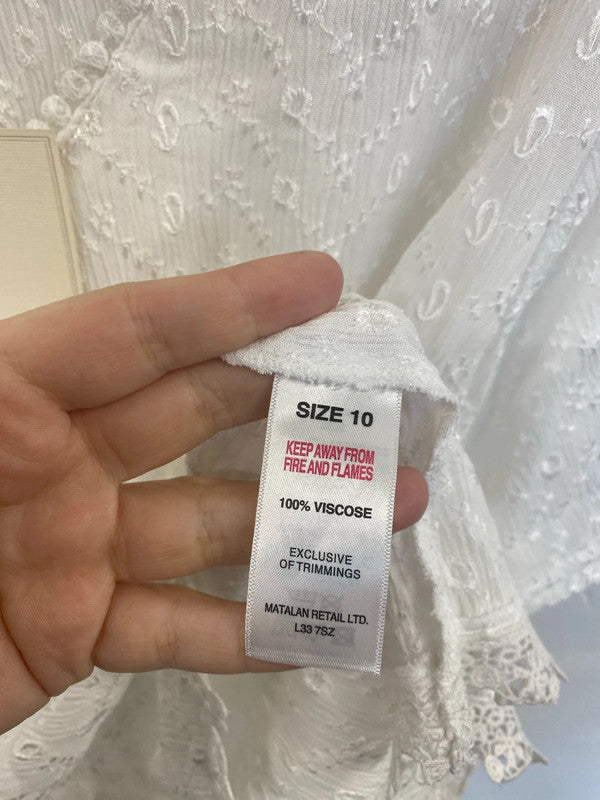 SIZE 10
KEEP AWAY FROM
FIRE AND FLAMES
100% VISCOSE
EXCLUSIVE
OF TRIMMINGS
MATALAN RETAIL LTD.
L33 7SZ